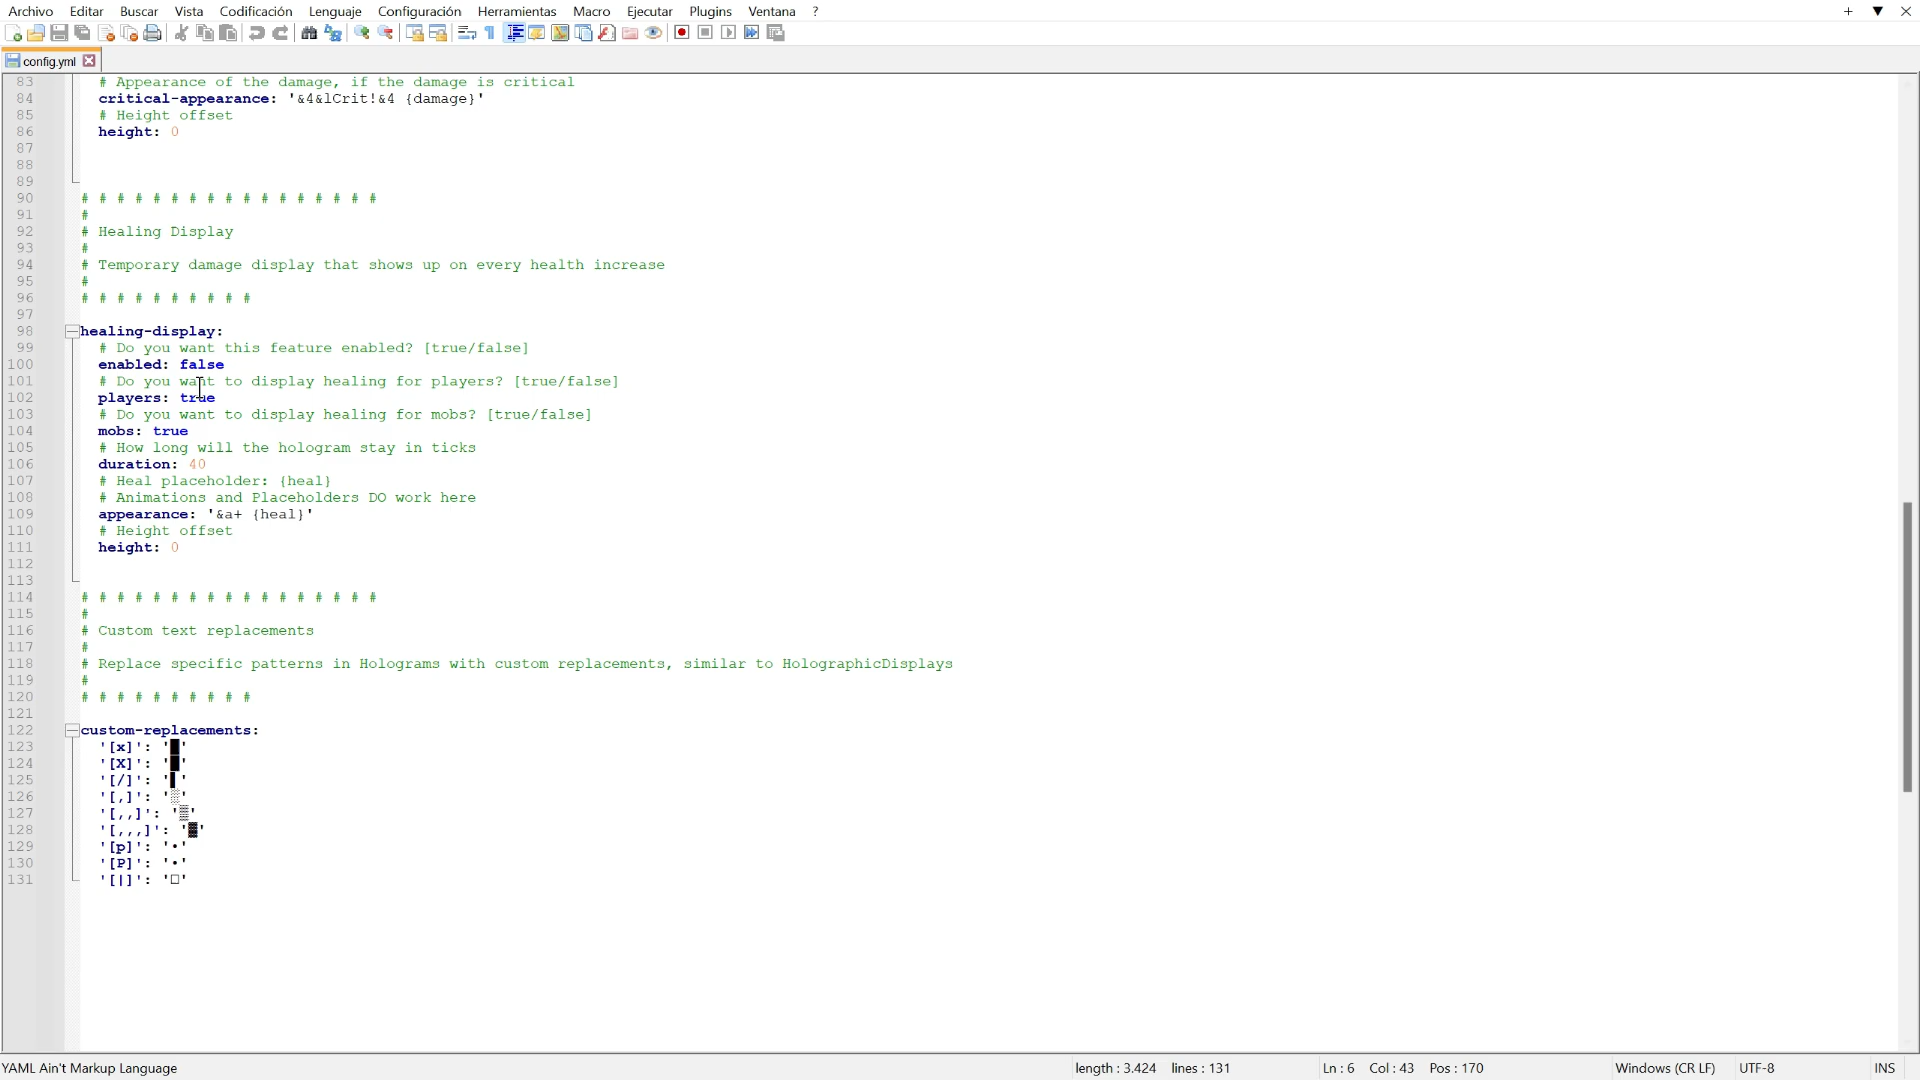 Archivo Editar Buscar Vista Codificación Lenguaje Configuración Herramientas Macro Ejecutar Plugins Ventana ? + ▼ ✕
config.yml
83 # Appearance of the damage, if the damage is critical
84 critical-appearance: '&4&lCrit!&4 {damage}'
85 # Height offset
86 height: 0
87
88
89
90 # # # # # # # # # # # # # # # # #
91 #
92 # Healing Display
93 #
94 # Temporary damage display that shows up on every health increase
95 #
96 # # # # # # # # # #
97
98 healing-display:
99 # Do you want this feature enabled? [true/false]
100 enabled: false
101 # Do you want to display healing for players? [true/false]
102 players: true
103 # Do you want to display healing for mobs? [true/false]
104 mobs: true
105 # How long will the hologram stay in ticks
106 duration: 40
107 # Heal placeholder: {heal}
108 # Animations and Placeholders DO work here
109 appearance: '&a+ {heal}'
110 # Height offset
111 height: 0
112
113
114 # # # # # # # # # # # # # # # # #
115 #
116 # Custom text replacements
117 #
118 # Replace specific patterns in Holograms with custom replacements, similar to HolographicDisplays
119 #
120 # # # # # # # # # #
121
122 custom-replacements:
123 '[x]': '█'
124 '[X]': '█'
125 '[/]': '▌'
126 '[,]': '░'
127 '[,,]': '▒'
128 '[,,,]': '▓'
129 '[p]': '•'
130 '[P]': '•'
131 '[|]': '□'
YAML Ain't Markup Language length : 3.424 lines : 131 Ln : 6 Col : 43 Pos : 170 Windows (CR LF) UTF-8 INS